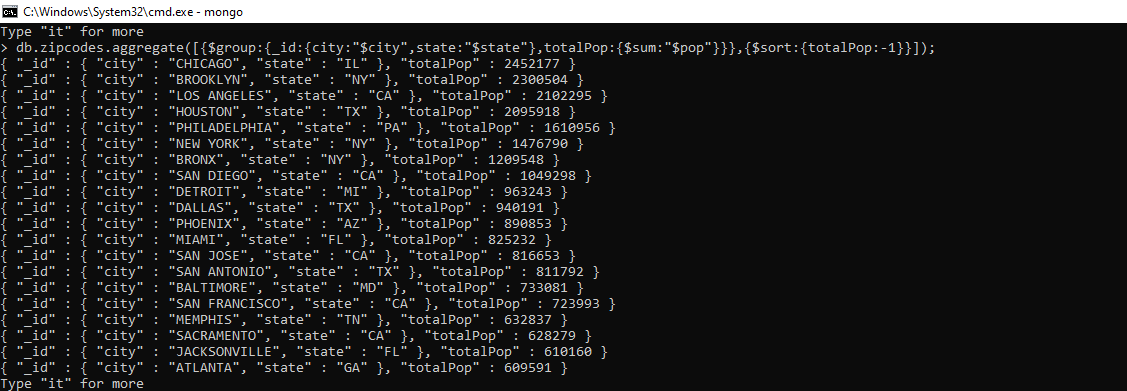 C:\Windows\System32\cmd.exe - mongo
Type "it" for more
> db.zipcodes.aggregate([{$group:{_id:{city:"$city",state:"$state"},totalPop:{$sum:"$pop"}}},{$sort:{totalPop:-1}}]);
{ "_id" : { "city" : "CHICAGO", "state" : "IL" }, "totalPop" : 2452177 }
{ "_id" : { "city" : "BROOKLYN", "state" : "NY" }, "totalPop" : 2300504 }
{ "_id" : { "city" : "LOS ANGELES", "state" : "CA" }, "totalPop" : 2102295 }
{ "_id" : { "city" : "HOUSTON", "state" : "TX" }, "totalPop" : 2095918 }
{ "_id" : { "city" : "PHILADELPHIA", "state" : "PA" }, "totalPop" : 1610956 }
{ "_id" : { "city" : "NEW YORK", "state" : "NY" }, "totalPop" : 1476790 }
{ "_id" : { "city" : "BRONX", "state" : "NY" }, "totalPop" : 1209548 }
{ "_id" : { "city" : "SAN DIEGO", "state" : "CA" }, "totalPop" : 1049298 }
{ "_id" : { "city" : "DETROIT", "state" : "MI" }, "totalPop" : 963243 }
{ "_id" : { "city" : "DALLAS", "state" : "TX" }, "totalPop" : 940191 }
{ "_id" : { "city" : "PHOENIX", "state" : "AZ" }, "totalPop" : 890853 }
{ "_id" : { "city" : "MIAMI", "state" : "FL" }, "totalPop" : 825232 }
{ "_id" : { "city" : "SAN JOSE", "state" : "CA" }, "totalPop" : 816653 }
{ "_id" : { "city" : "SAN ANTONIO", "state" : "TX" }, "totalPop" : 811792 }
{ "_id" : { "city" : "BALTIMORE", "state" : "MD" }, "totalPop" : 733081 }
{ "_id" : { "city" : "SAN FRANCISCO", "state" : "CA" }, "totalPop" : 723993 }
{ "_id" : { "city" : "MEMPHIS", "state" : "TN" }, "totalPop" : 632837 }
{ "_id" : { "city" : "SACRAMENTO", "state" : "CA" }, "totalPop" : 628279 }
{ "_id" : { "city" : "JACKSONVILLE", "state" : "FL" }, "totalPop" : 610160 }
{ "_id" : { "city" : "ATLANTA", "state" : "GA" }, "totalPop" : 609591 }
Type "it" for more